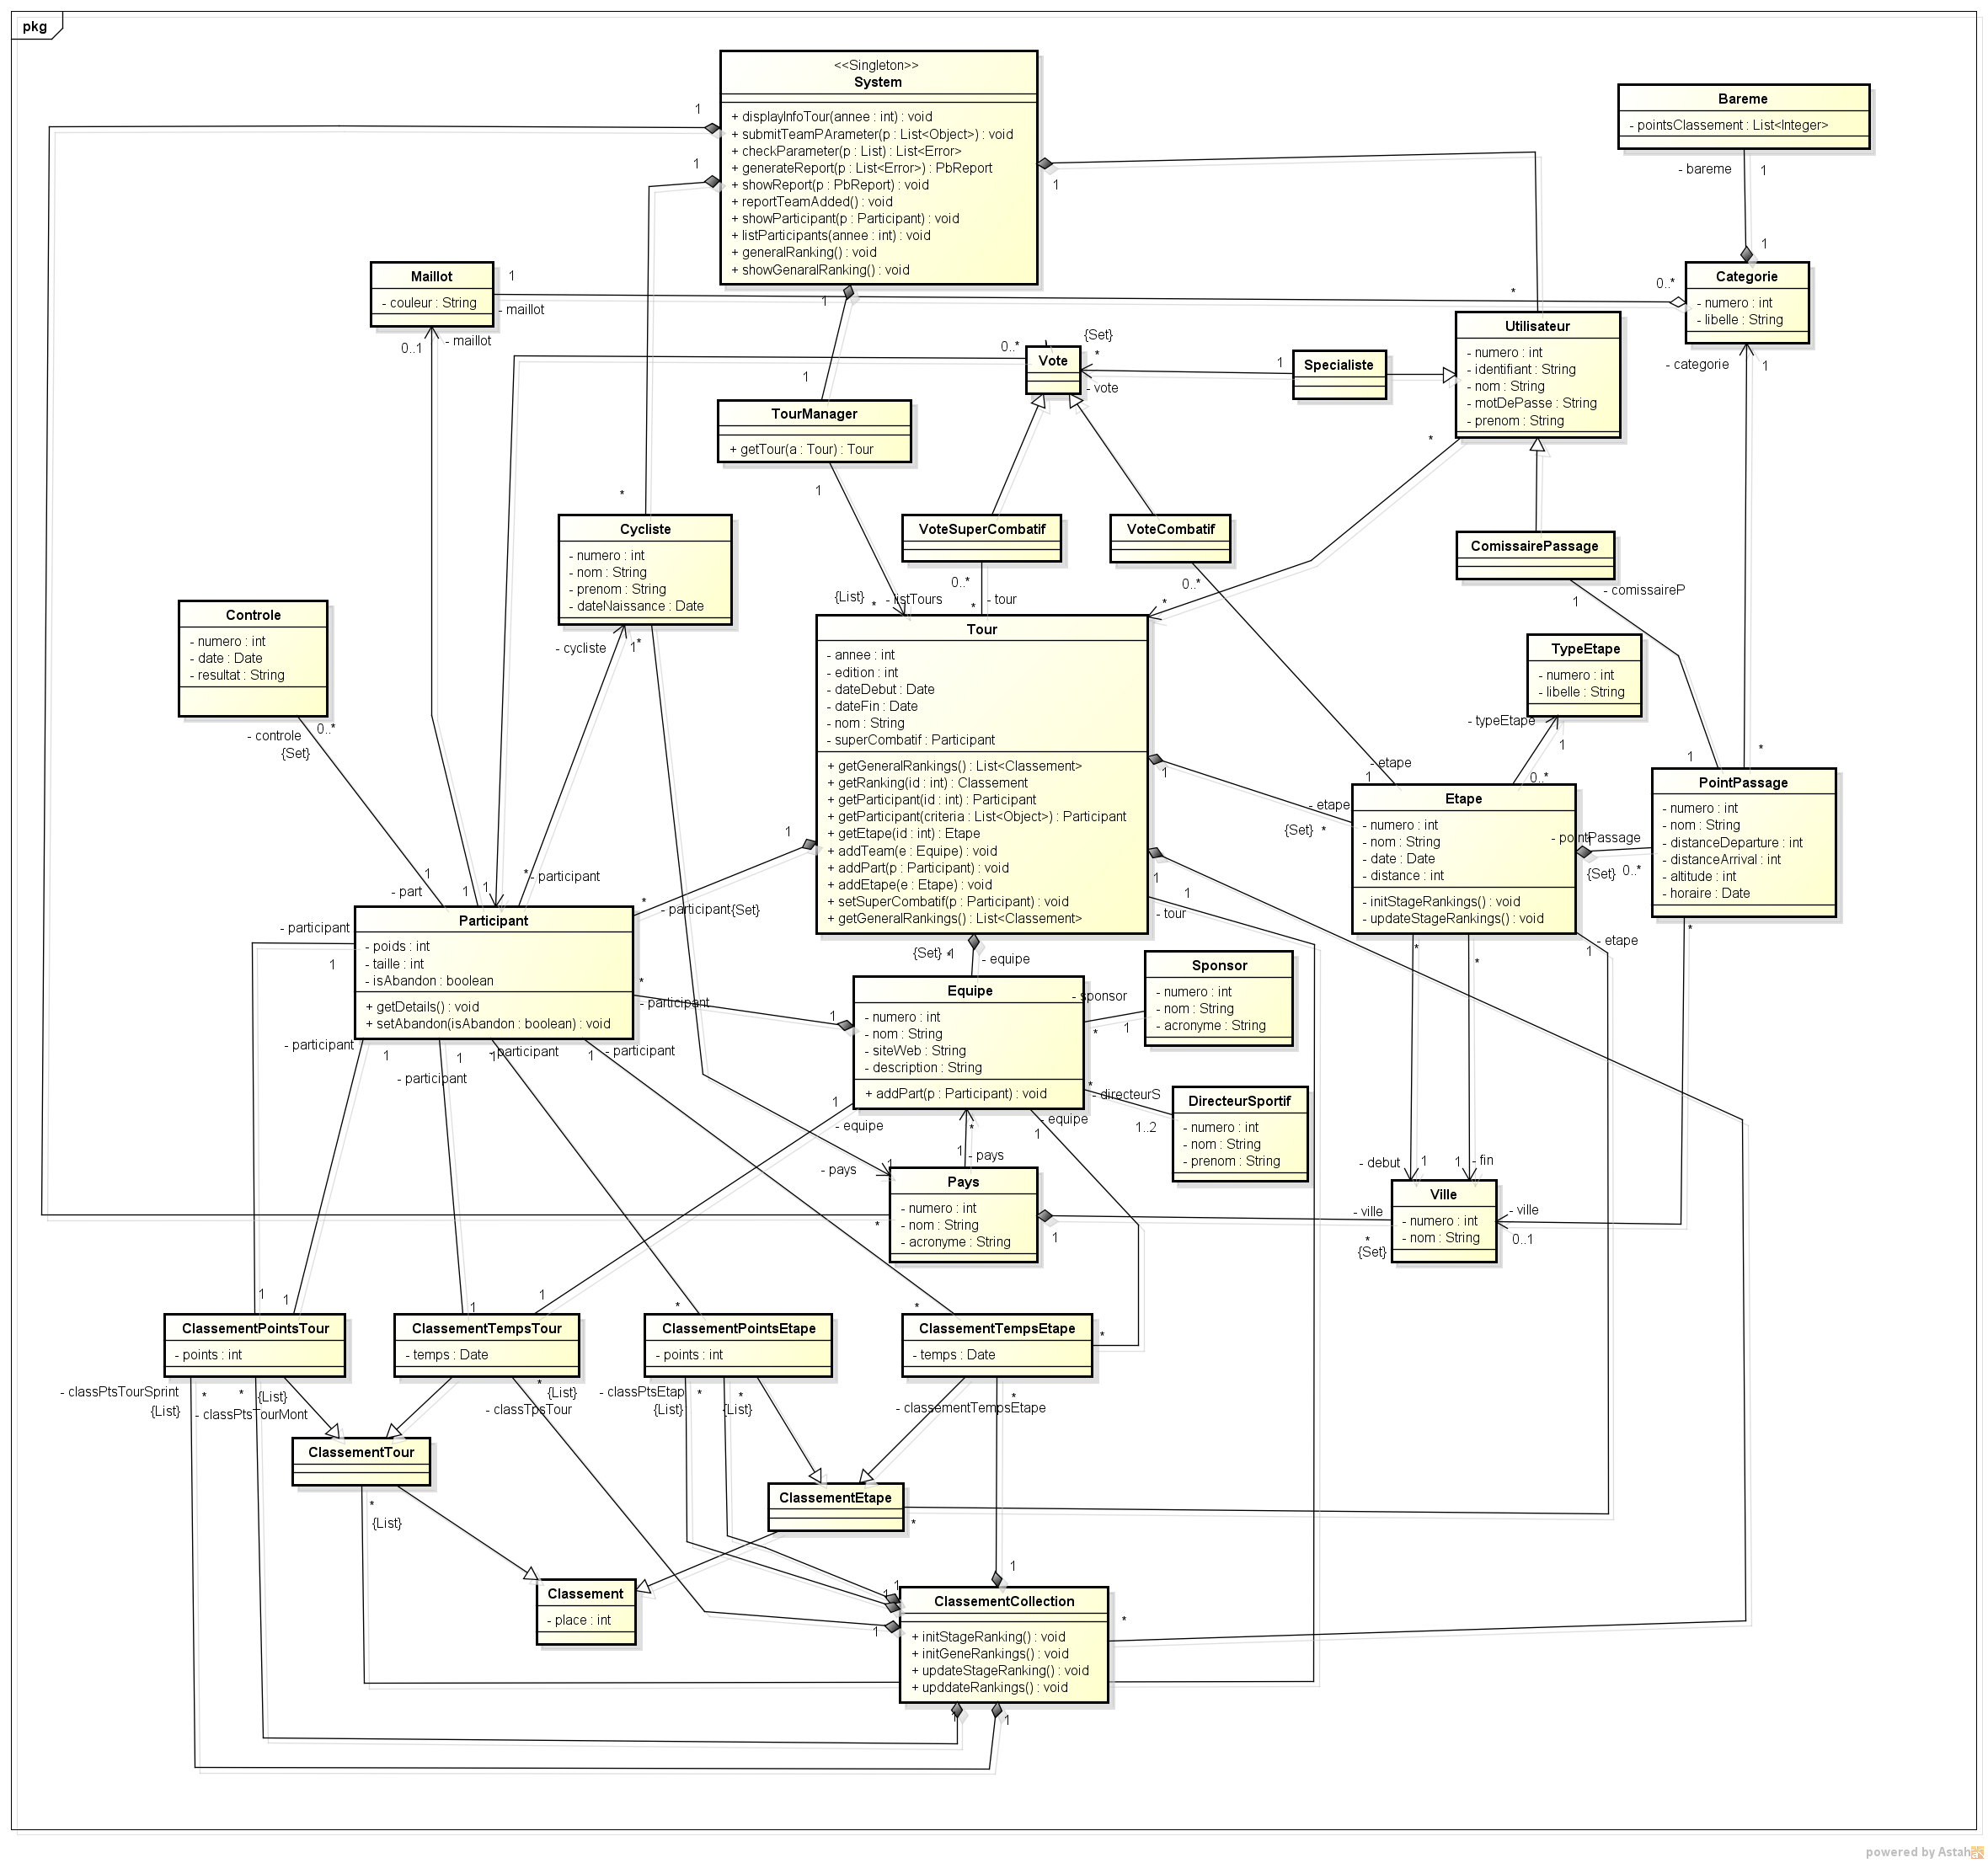 pkg
<<Singleton>>
System
+ displayInfoTour(annee : int) : void
+ submitTeamPArameter(p : List<Object>) : void
+ checkParameter(p : List) : List<Error>
+ generateReport(p : List<Error>) : PbReport
+ showReport(p : PbReport) : void
+ reportTeamAdded() : void
+ showParticipant(p : Participant) : void
+ listParticipants(annee : int) : void
+ generalRanking() : void
+ showGenaralRanking() : void
1
1
1
1
Bareme
- pointsClassement : List<Integer>
- bareme
1
1
Categorie
- numero : int
- libelle : String
0..*
- categorie
1
Maillot
- couleur : String
1
- maillot
0..1
- maillot
*
Utilisateur
- numero : int
- identifiant : String
- nom : String
- motDePasse : String
- prenom : String
*
0..*
{Set}
*
Vote
- vote
1
Specialiste
1
TourManager
+ getTour(a : Tour) : Tour
1
{List}
*
- listTours
*
Cycliste
- numero : int
- nom : String
- prenom : String
- dateNaissance : Date
- cycliste
1
*
VoteSuperCombatif
0..*
*
- tour
VoteCombatif
0..*
ComissairePassage
- comissaireP
1
*
Controle
- numero : int
- date : Date
- resultat : String
- controle
0..*
{Set}
Tour
- annee : int
- edition : int
- dateDebut : Date
- dateFin : Date
- nom : String
- superCombatif : Participant
+ getGeneralRankings() : List<Classement>
+ getRanking(id : int) : Classement
+ getParticipant(id : int) : Participant
+ getParticipant(criteria : List<Object>) : Participant
+ getEtape(id : int) : Etape
+ addTeam(e : Equipe) : void
+ addPart(p : Participant) : void
+ addEtape(e : Etape) : void
+ setSuperCombatif(p : Participant) : void
+ getGeneralRankings() : List<Classement>
1
1
1
1
- tour
TypeEtape
- numero : int
- libelle : String
- typeEtape
1
0..*
- etape
1
Etape
- numero : int
- nom : String
- date : Date
- distance : int
- initStageRankings() : void
- updateStageRankings() : void
- etape
{Set}
*
1
*
PointPassage
- numero : int
- nom : String
- distanceDeparture : int
- distanceArrival : int
- altitude : int
- horaire : Date
- pointPassage
1
{Set}
0..*
*
*
*
1
- etape
1
- part
1
1
*
- participant
*
- participant
{Set}
Participant
- poids : int
- taille : int
- isAbandon : boolean
+ getDetails() : void
+ setAbandon(isAbandon : boolean) : void
- participant
1
*
- participant
1
{Set}
*
1
- equipe
Equipe
- numero : int
- nom : String
- siteWeb : String
- description : String
+ addPart(p : Participant) : void
Sponsor
- numero : int
- nom : String
- acronyme : String
- sponsor
*
1
DirecteurSportif
- numero : int
- nom : String
- prenom : String
*
- directeurS
1..2
- participant
1
- participant
1
- participant
1
- participant
1
1
- equipe
- equipe
1
*
1
- pays
- pays
1
Pays
- numero : int
- nom : String
- acronyme : String
*
1
- debut
1
1
- fin
Ville
- numero : int
- nom : String
- ville
*
{Set}
- ville
0..1
1
1
ClassementPointsTour
- points : int
1
1
ClassementTempsTour
- temps : Date
*
ClassementPointsEtape
- points : int
*
ClassementTempsEtape
- temps : Date
*
- classPtsTourSprint
*
{List}
*
{List}
- classPtsTourMont
*
{List}
- classTpsTour
- classPtsEtap
*
{List}
*
{List}
*
- classementTempsEtape
ClassementTour
*
{List}
ClassementEtape
*
Classement
- place : int
1
1
1
1
ClassementCollection
+ initStageRanking() : void
+ initGeneRankings() : void
+ updateStageRanking() : void
+ upddateRankings() : void
*
1
1
powered by Astah